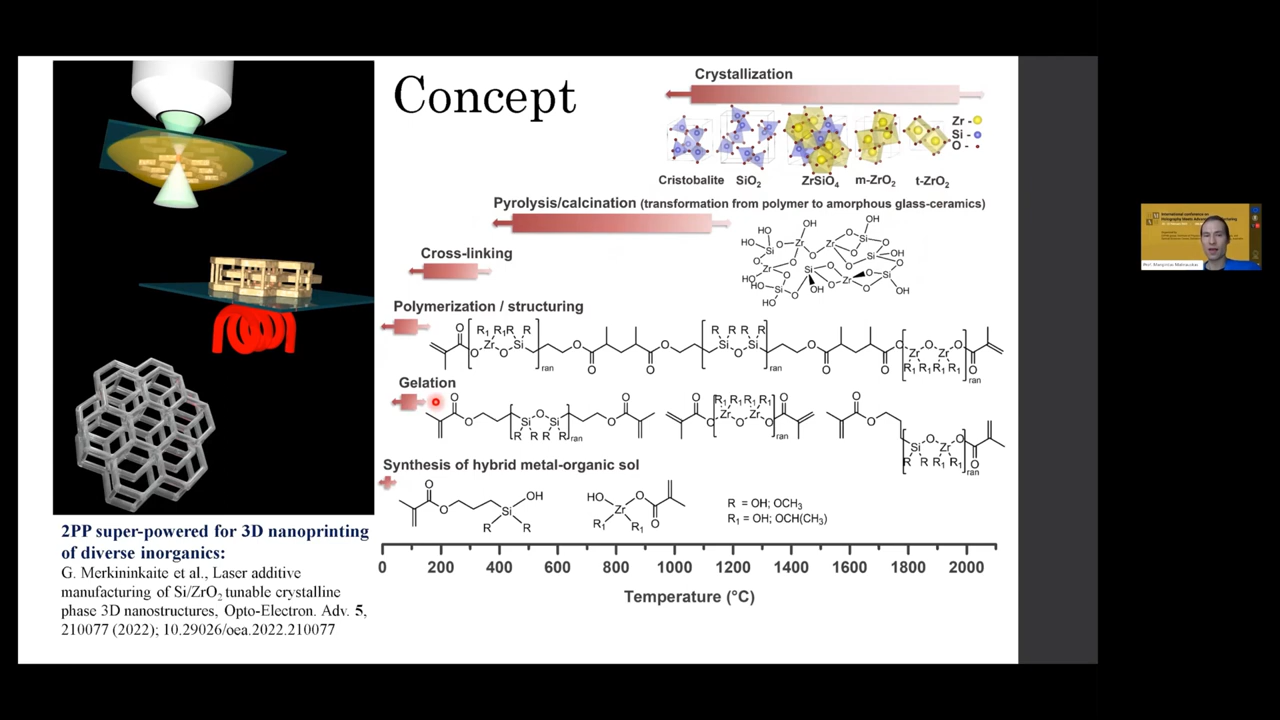 Concept
Crystallization
Zr -
Si -
O -
Cristobalite
SiO2
ZrSiO4
m-ZrO2
t-ZrO2
Pyrolysis/calcination (transformation from polymer to amorphous glass-ceramics)
Cross-linking
Polymerization / structuring
Gelation
Synthesis of hybrid metal-organic sol
R = OH; OCH3
R1 = OH; OCH(CH3)
0 200 400 600 800 1000 1200 1400 1600 1800 2000
Temperature (°C)
2PP super-powered for 3D nanoprinting
of diverse inorganics:
G. Merkininkaite et al., Laser additive
manufacturing of Si/ZrO2 tunable crystalline
phase 3D nanostructures, Opto-Electron. Adv. 5,
210077 (2022); 10.29026/oea.2022.210077